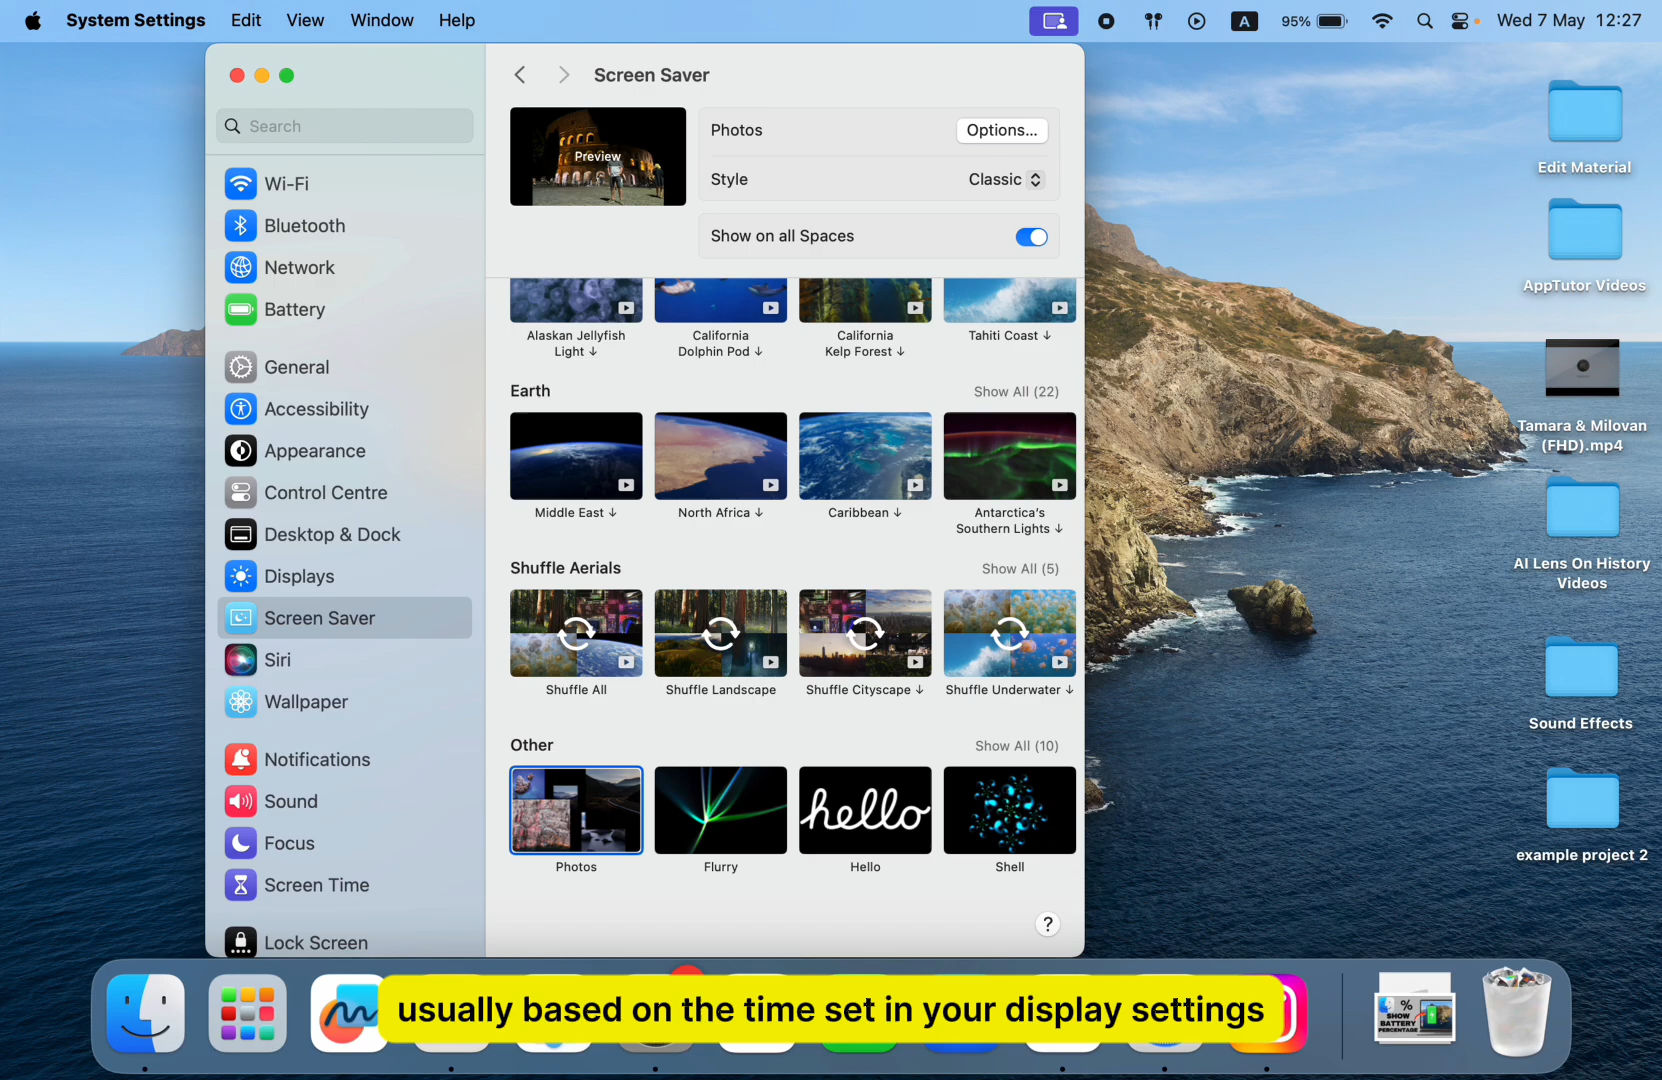 System Settings Edit View Window Help
A 95% Wed 7 May 12:27
Search
Wi-Fi
Bluetooth
Network
Battery
General
Accessibility
Appearance
Control Centre
Desktop & Dock
Displays
Screen Saver
Siri
Wallpaper
Notifications
Sound
Focus
Screen Time
Lock Screen
Screen Saver
Preview
Photos Options...
Style Classic
Show on all Spaces
Alaskan Jellyfish
Light ↓
California
Dolphin Pod ↓
California
Kelp Forest ↓
Tahiti Coast ↓
Earth Show All (22)
Middle East ↓
North Africa ↓
Caribbean ↓
Antarctica's
Southern Lights ↓
Shuffle Aerials Show All (5)
Shuffle All
Shuffle Landscape
Shuffle Cityscape ↓
Shuffle Underwater ↓
Other Show All (10)
hello
Photos
Flurry
Hello
Shell
?
Edit Material
AppTutor Videos
Tamara & Milovan
(FHD).mp4
AI Lens On History
Videos
Sound Effects
example project 2
usually based on the time set in your display settings
%
SHOW
BATTERY
PERCENTAGE